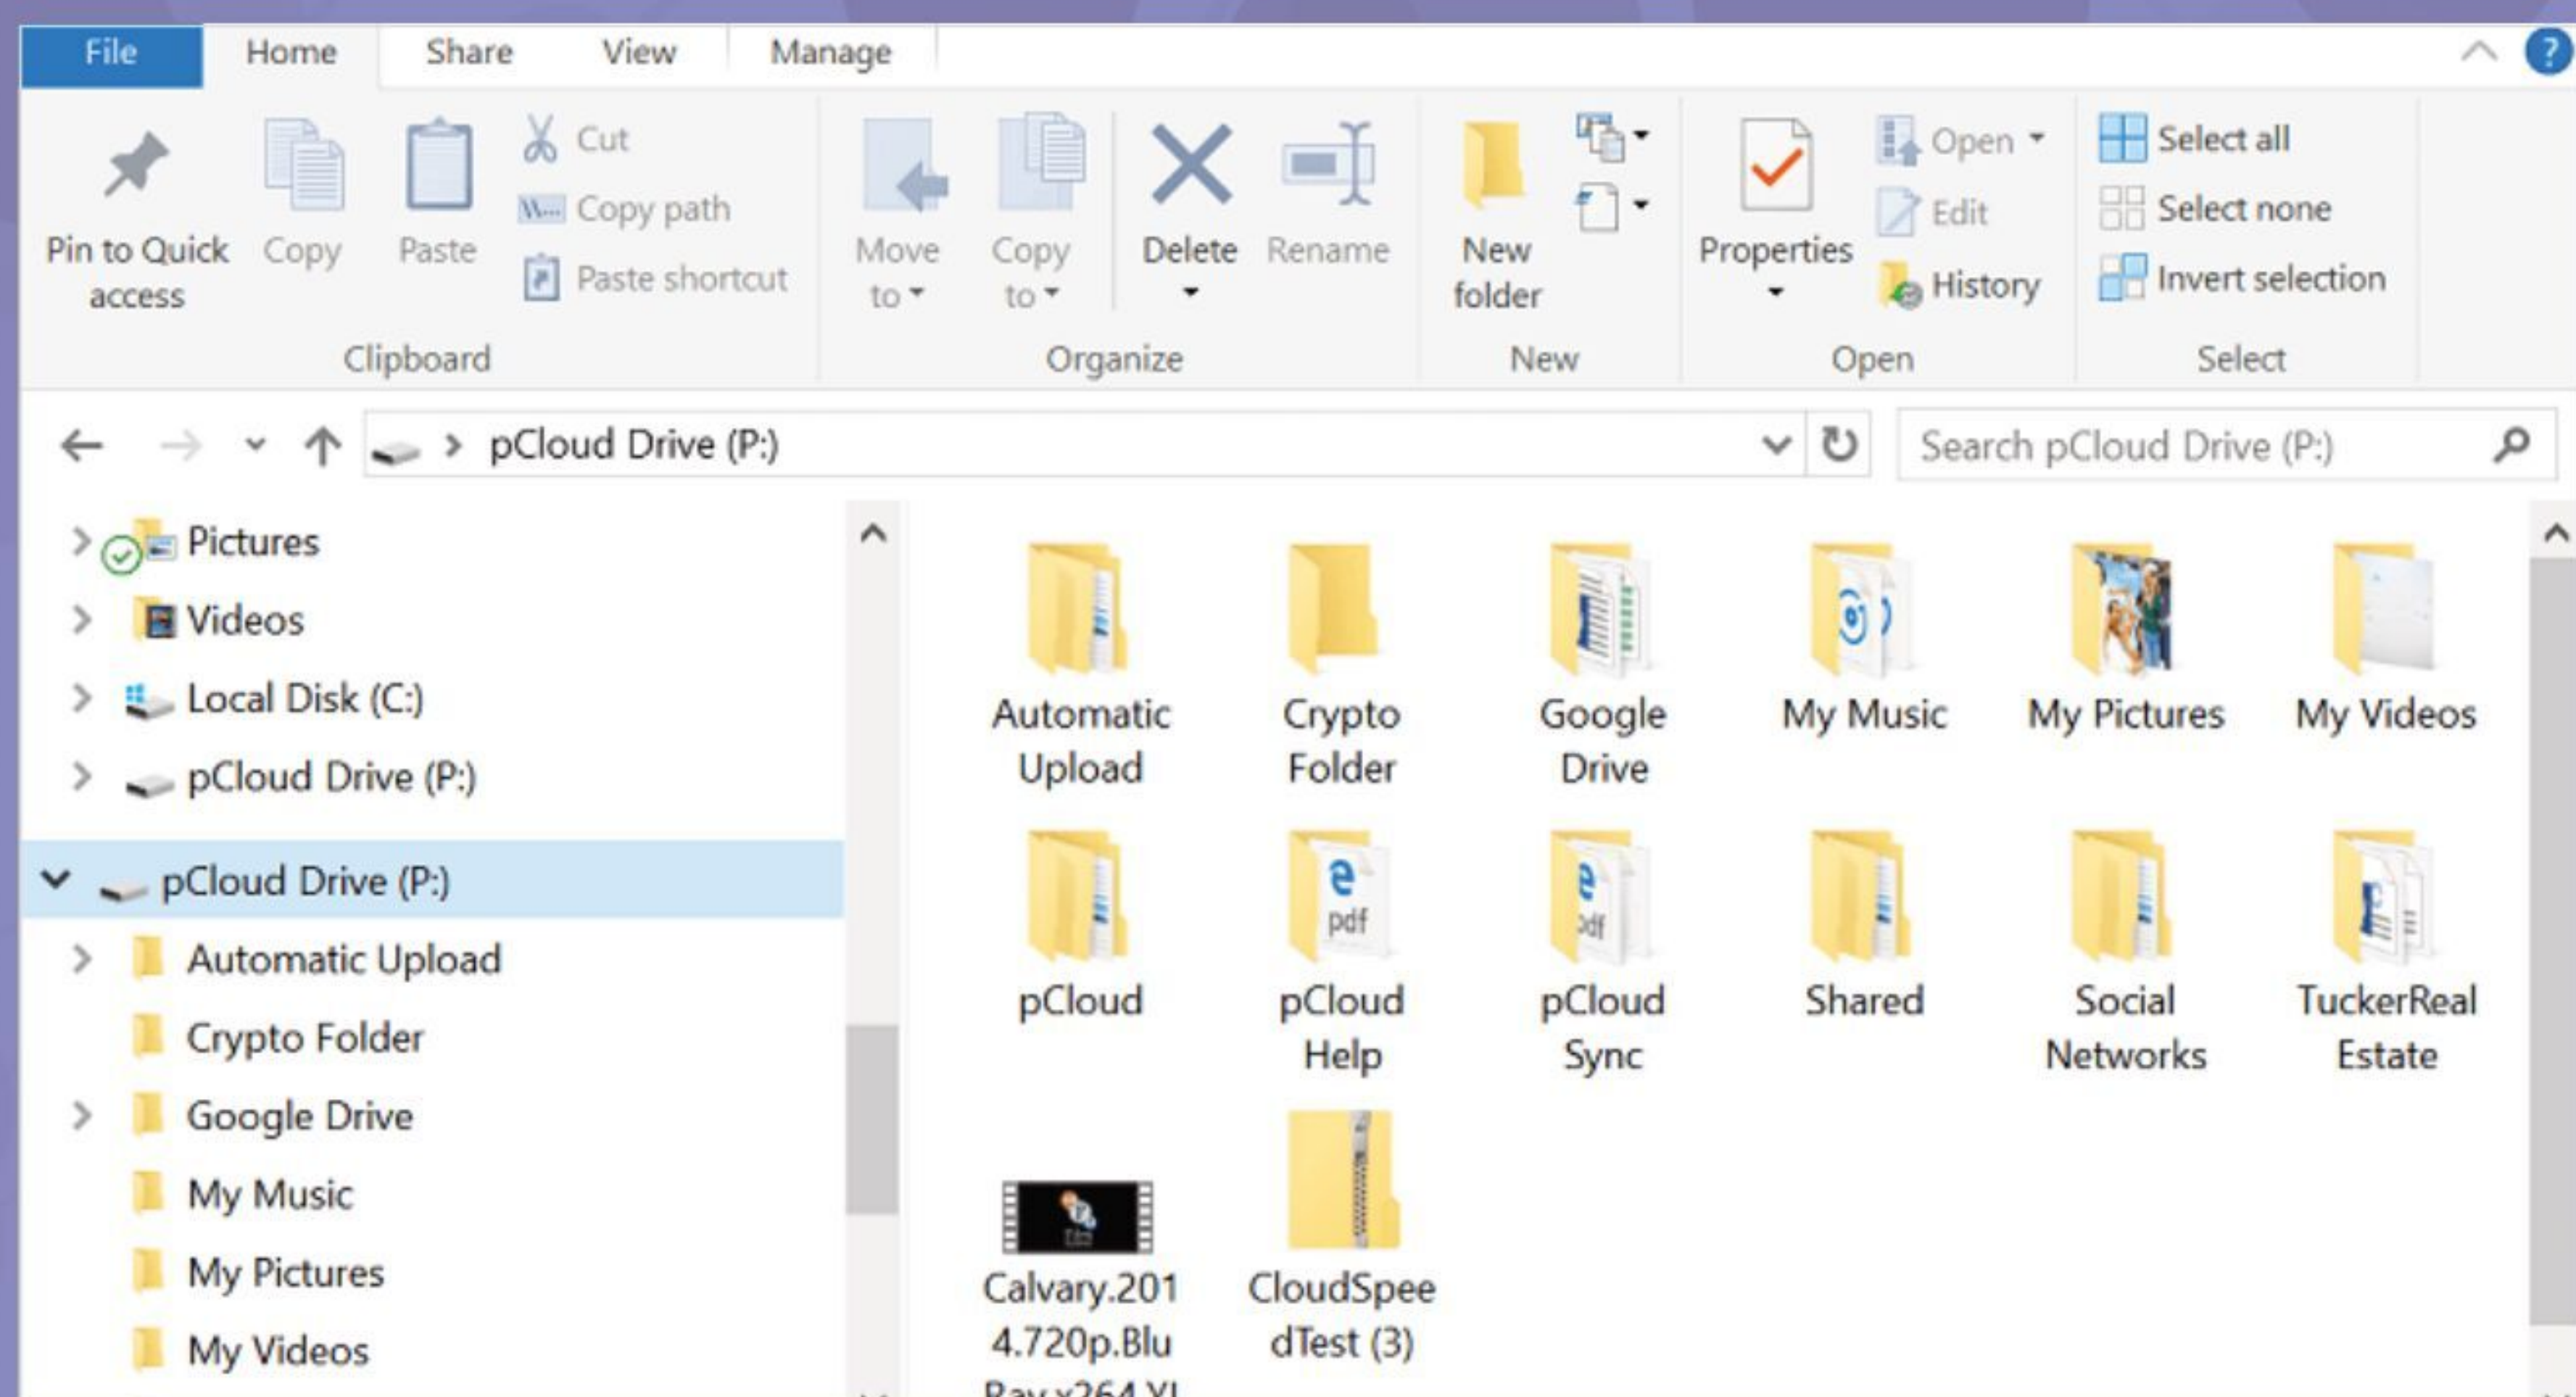 File Home Share View Manage
Cut
Copy path
Paste shortcut
Pin to Quick
access
Copy
Paste
Clipboard
Move
to
Copy
to
Delete
Rename
Organize
New
folder
New
Properties
Open
Edit
History
Open
Select all
Select none
Invert selection
Select
pCloud Drive (P:)
Search pCloud Drive (P:)
Pictures
Videos
Local Disk (C:)
pCloud Drive (P:)
pCloud Drive (P:)
Automatic Upload
Crypto Folder
Google Drive
My Music
My Pictures
My Videos
Automatic
Upload
Crypto
Folder
Google
Drive
My Music
My Pictures
My Videos
pCloud
pdf
pCloud
Help
pCloud
Sync
Shared
Social
Networks
TuckerReal
Estate
Calvary.201
4.720p.Blu
Ray.x264.YI
CloudSpee
dTest (3)